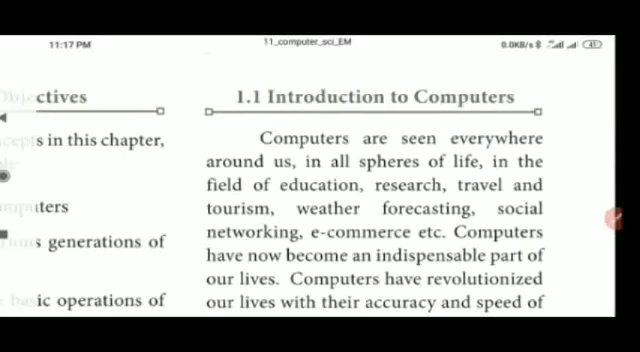 11:17 PM
11_computer_sci_EM
0.0KB/s
Objectives
s in this chapter,
generations of
ic operations of
1.1 Introduction to Computers
Computers are seen everywhere
around us, in all spheres of life, in the
field of education, research, travel and
tourism, weather forecasting, social
networking, e-commerce etc. Computers
have now become an indispensable part of
our lives. Computers have revolutionized
our lives with their accuracy and speed of